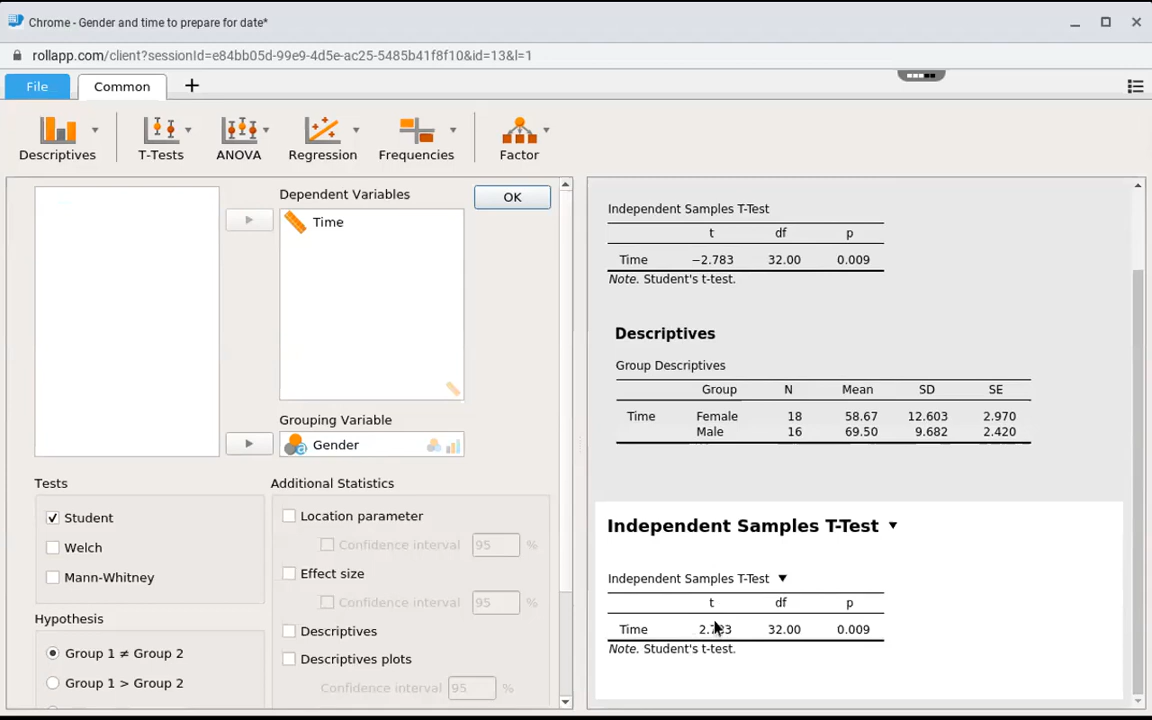 Chrome - Gender and time to prepare for date*
rollapp.com/client?sessionId=e84bb05d-99e9-4d5e-ac25-5485b41f8f10&id=13&l=1
File Common +
Descriptives T-Tests ANOVA Regression Frequencies Factor
Dependent Variables
OK
Time
Grouping Variable
Gender
Tests
Student
Welch
Mann-Whitney
Hypothesis
Group 1 ≠ Group 2
Group 1 > Group 2
Additional Statistics
Location parameter
Confidence interval 95 %
Effect size
Confidence interval 95 %
Descriptives
Descriptives plots
Confidence interval 95 %
Independent Samples T-Test
t df p
Time −2.783 32.00 0.009
Note. Student's t-test.
Descriptives
Group Descriptives
Group N Mean SD SE
Time Female 18 58.67 12.603 2.970
Male 16 69.50 9.682 2.420
Independent Samples T-Test
Independent Samples T-Test
t df p
Time 32.00 0.009
Note. Student's t-test.